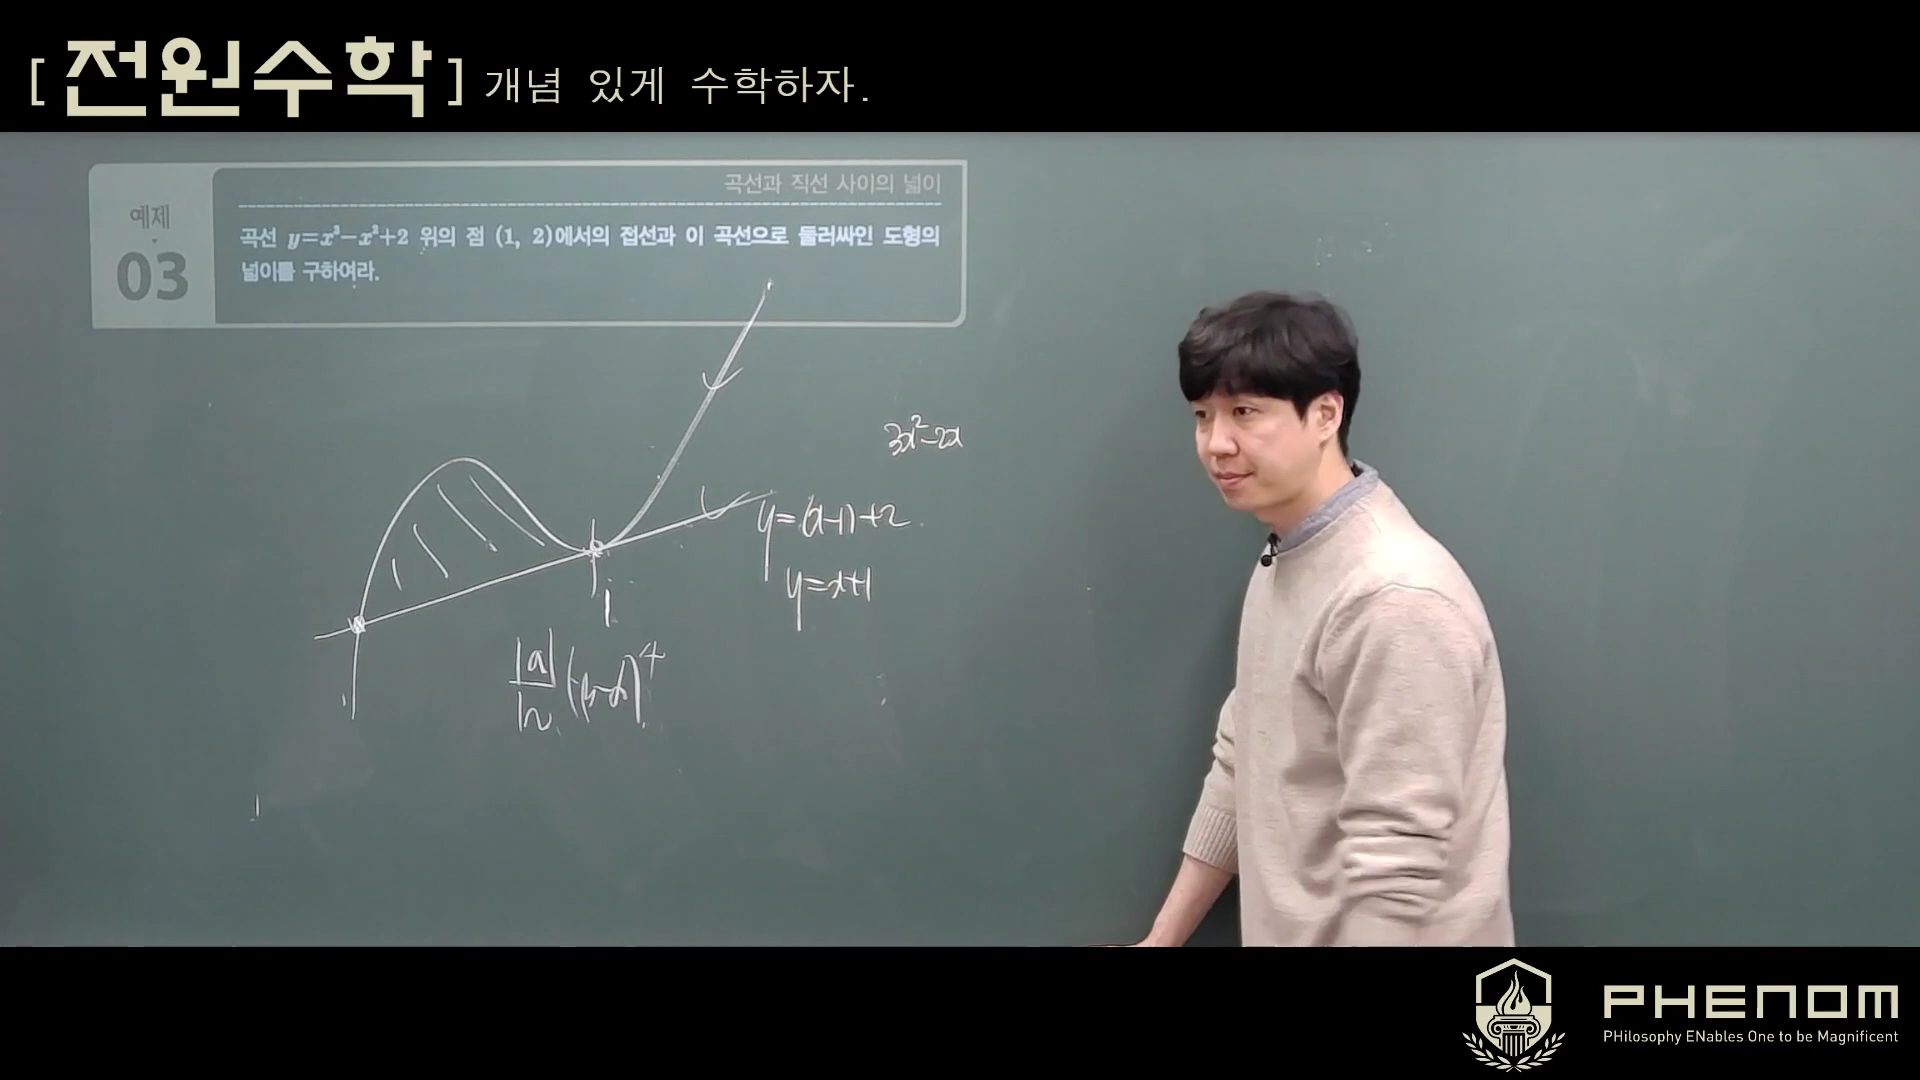 [전원수학] 개념 있게 수학하자.
곡선과 직선 사이의 넓이
예제
03
곡선 y=x³-x²+2 위의 점 (1, 2)에서의 접선과 이 곡선으로 둘러싸인 도형의
넓이를 구하여라.
3x²-2x
y=(x-1)+2
y=x+1
1
|a|/12 (β-α)⁴
PHENOM
PHilosophy ENables One to be Magnificent